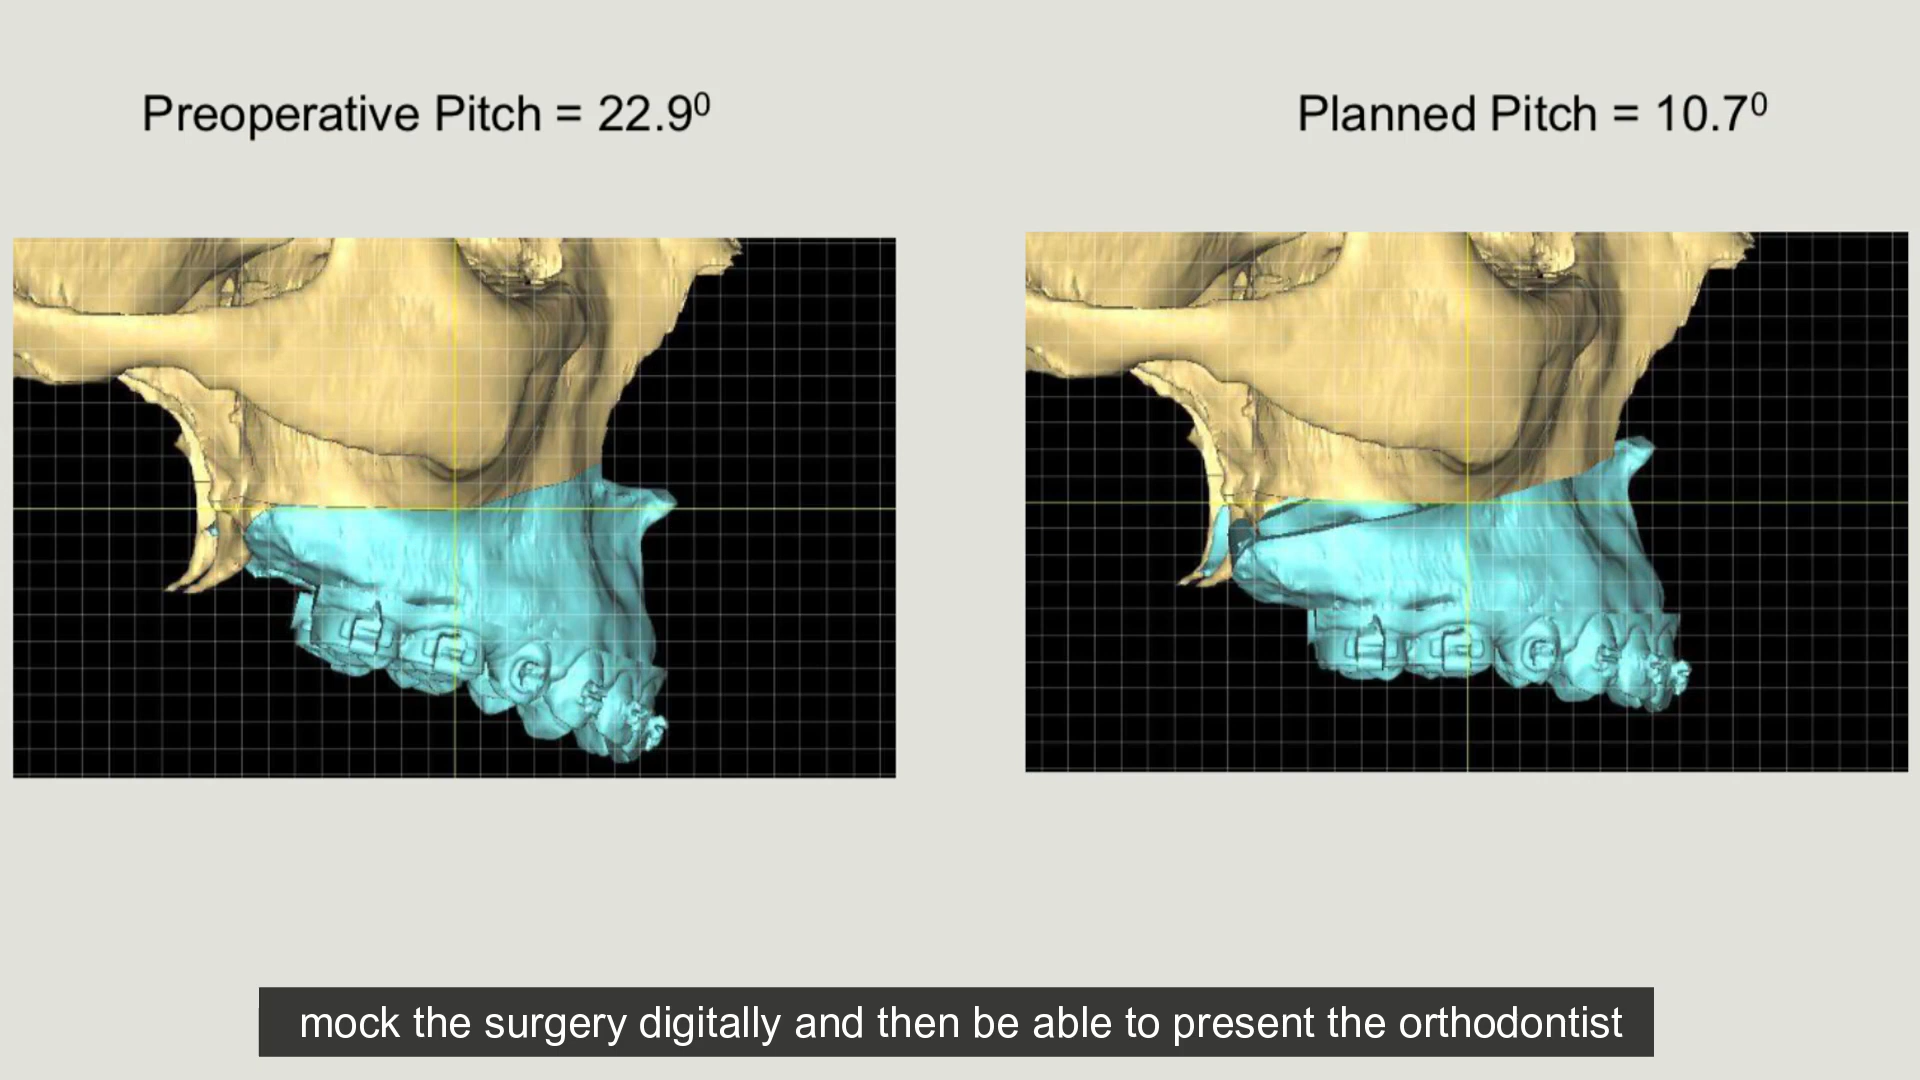 Preoperative Pitch = 22.9⁰
Planned Pitch = 10.7⁰
mock the surgery digitally and then be able to present the orthodontist